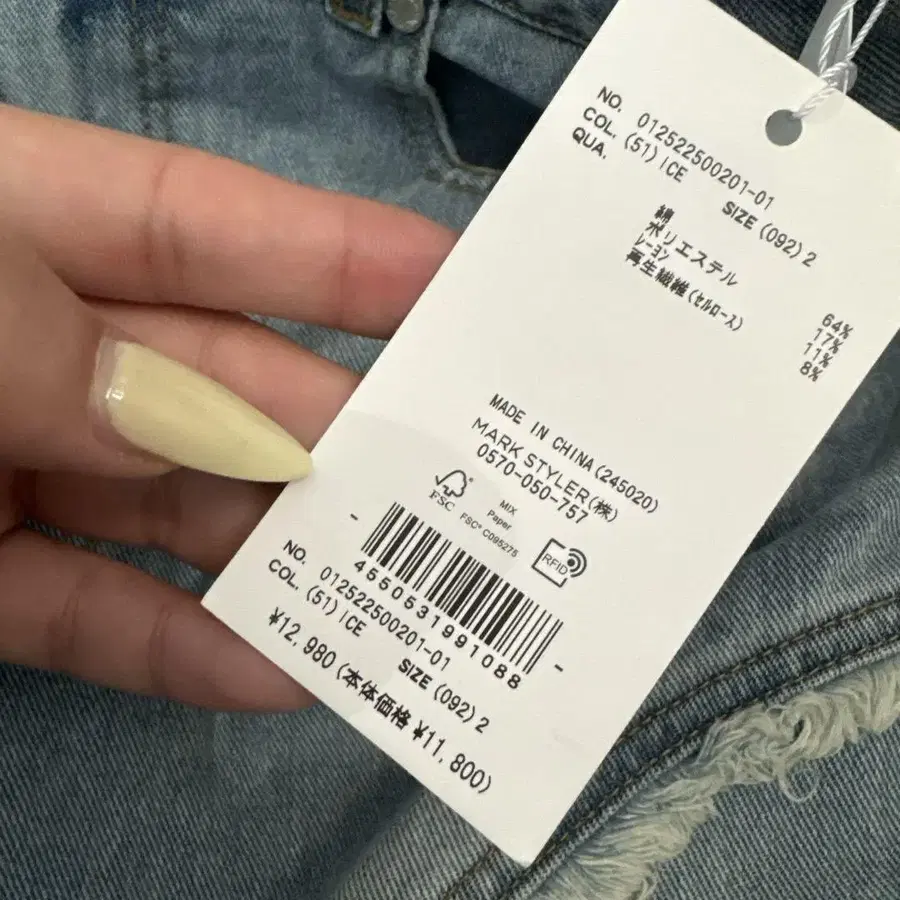 NO. 012522500201-01
COL. (51) ICE SIZE (092) 2
QUA.
綿 64%
ポリエステル 17%
レーヨン 11%
再生繊維(セルロース) 8%
MADE IN CHINA (245020)
MARK STYLER(株)
0570-050-757
FSC
MIX
Paper
FSC® C095275
RFID
4550531991088
NO. 012522500201-01
COL. (51) ICE SIZE (092) 2
¥12,980(本体価格 ¥11,800)